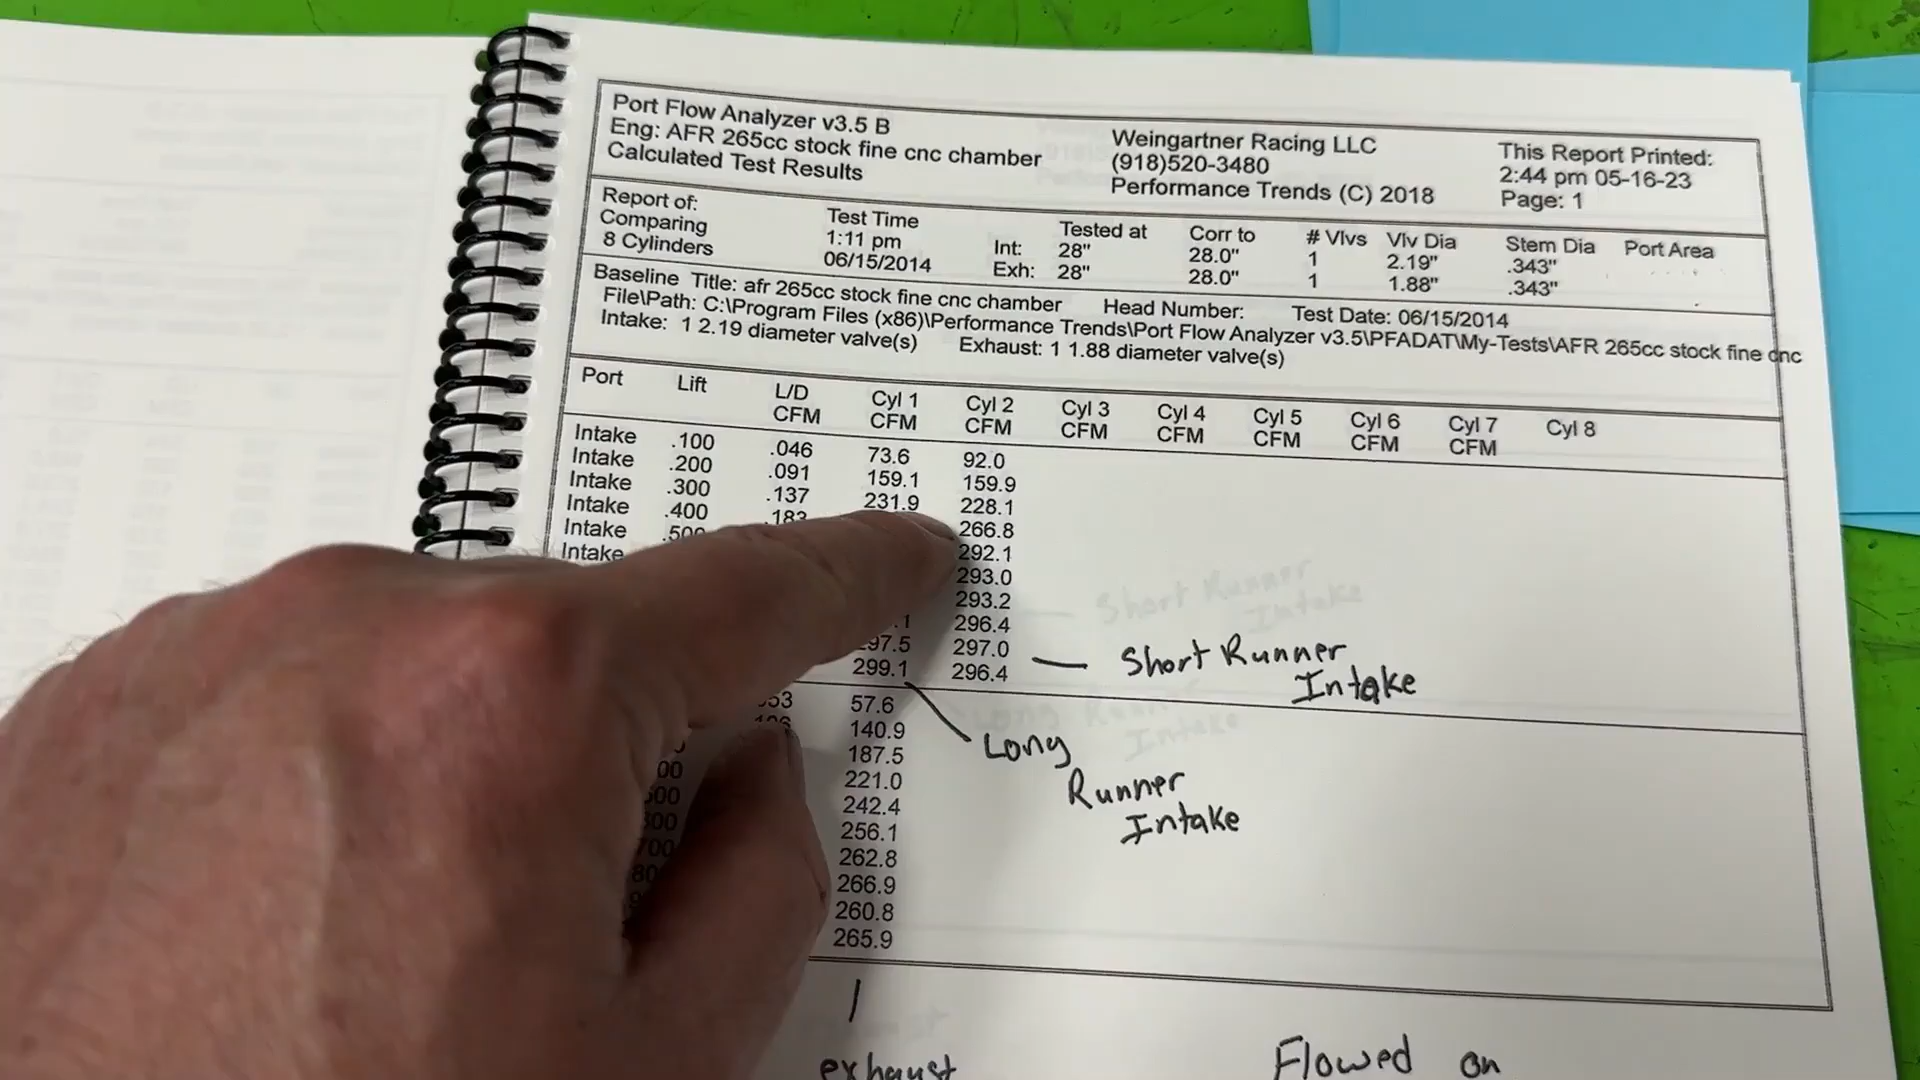 Port Flow Analyzer v3.5 B
Eng: AFR 265cc stock fine cnc chamber
Calculated Test Results
Weingartner Racing LLC
(918)520-3480
Performance Trends (C) 2018
This Report Printed:
2:44 pm 05-16-23
Page: 1
Report of:
Comparing
8 Cylinders
Test Time
1:11 pm
06/15/2014
Tested at Corr to # Vlvs Vlv Dia Stem Dia Port Area
Int: 28" 28.0" 1 2.19" .343"
Exh: 28" 28.0" 1 1.88" .343"
Baseline Title: afr 265cc stock fine cnc chamber Head Number: Test Date: 06/15/2014
File\Path: C:\Program Files (x86)\Performance Trends\Port Flow Analyzer v3.5\PFADAT\My-Tests\AFR 265cc stock fine cnc
Intake: 1 2.19 diameter valve(s) Exhaust: 1 1.88 diameter valve(s)
Port Lift L/D Cyl 1 Cyl 2 Cyl 3 Cyl 4 Cyl 5 Cyl 6 Cyl 7 Cyl 8
CFM CFM CFM CFM CFM CFM CFM CFM
Intake .100 .046 73.6 92.0
Intake .200 .091 159.1 159.9
Intake .300 .137 231.9 228.1
Intake .400 .183 266.8
Intake .500 292.1
Intake 293.0
293.2
.1 296.4
297.5 297.0
299.1 296.4
Short Runner
Intake
Long
Runner
Intake
57.6
140.9
187.5
221.0
242.4
256.1
262.8
266.9
260.8
265.9
exhaust
Flowed on